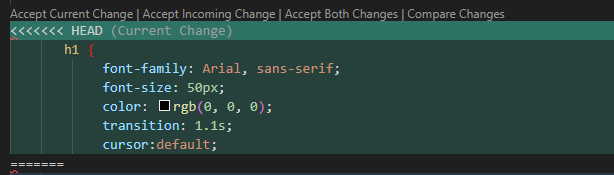 Accept Current Change | Accept Incoming Change | Accept Both Changes | Compare Changes
<<<<<<< HEAD (Current Change)
h1 {
font-family: Arial, sans-serif;
font-size: 50px;
color: rgb(0, 0, 0);
transition: 1.1s;
cursor:default;
=======